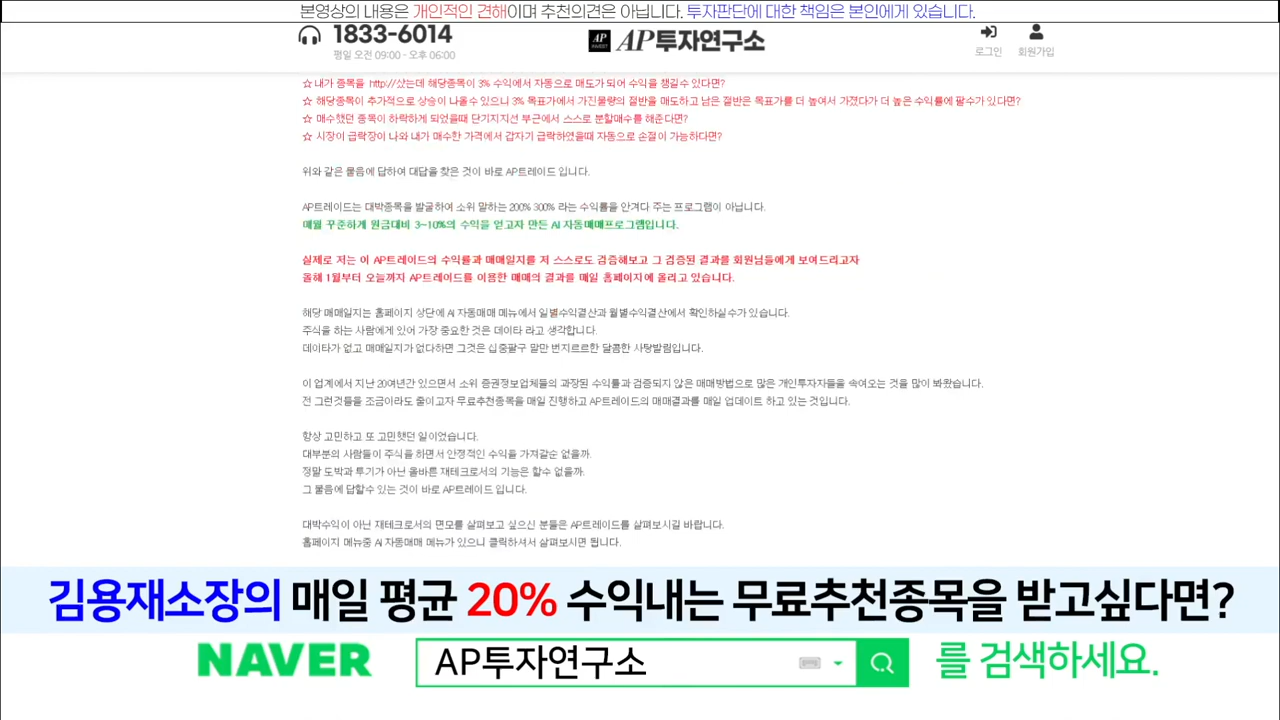 본영상의 내용은 개인적인 견해이며 추천의견은 아닙니다. 투자판단에 대한 책임은 본인에게 있습니다.
1833-6014
평일 오전 09:00 - 오후 06:00
AP INVEST AP투자연구소
로그인 회원가입
☆ 내가 종목을 http://샀는데 해당종목이 3% 수익에서 자동으로 매도가 되어 수익을 챙길수 있다면?
☆ 해당종목이 추가적으로 상승이 나올수 있으니 3% 목표가에서 가진물량의 절반을 매도하고 남은 절반은 목표가를 더 높여서 가졌다가 더 높은 수익률에 팔수가 있다면?
☆ 매수했던 종목이 하락하게 되었을때 단기지지선 부근에서 스스로 분할매수를 해준다면?
☆ 시장이 급락장이 나와 내가 매수한 가격에서 갑자기 급락하였을때 자동으로 손절이 가능하다면?
위와 같은 물음에 답하여 대답을 찾은 것이 바로 AP트레이드 입니다.
AP트레이드는 대박종목을 발굴하여 소위 말하는 200% 300% 라는 수익률을 안겨다 주는 프로그램이 아닙니다.
매월 꾸준하게 원금대비 3~10%의 수익을 얻고자 만든 AI 자동매매프로그램입니다.
실제로 저는 이 AP트레이드의 수익률과 매매일지를 저 스스로도 검증해보고 그 검증된 결과를 회원님들에게 보여드리고자
올해 1월부터 오늘까지 AP트레이드를 이용한 매매의 결과를 매일 홈페이지에 올리고 있습니다.
해당 매매일지는 홈페이지 상단에 AI 자동매매 메뉴에서 일별수익결산과 월별수익결산에서 확인하실수가 있습니다.
주식을 하는 사람에게 있어 가장 중요한 것은 데이타 라고 생각합니다.
데이타가 없고 매매일지가 없다하면 그것은 십중팔구 말만 번지르르한 달콤한 사탕발림입니다.
이 업계에서 지난 20여년간 있으면서 소위 증권정보업체들의 과장된 수익률과 검증되지 않은 매매방법으로 많은 개인투자자들을 속여오는 것을 많이 봐왔습니다.
전 그런것들을 조금이라도 줄이고자 무료추천종목을 매일 진행하고 AP트레이드의 매매결과를 매일 업데이트 하고 있는 것입니다.
항상 고민하고 또 고민했던 일이었습니다.
대부분의 사람들이 주식을 하면서 안정적인 수익을 가져갈순 없을까.
정말 도박과 투기가 아닌 올바른 재테크로서의 기능은 할수 없을까.
그 물음에 답할수 있는 것이 바로 AP트레이드 입니다.
대박수익이 아닌 재테크로서의 면모를 살펴보고 싶으신 분들은 AP트레이드를 살펴보시길 바랍니다.
홈페이지 메뉴중 AI 자동매매 메뉴가 있으니 클릭하셔서 살펴보시면 됩니다.
김용재소장의 매일 평균 20% 수익내는 무료추천종목을 받고싶다면?
NAVER AP투자연구소 를 검색하세요.